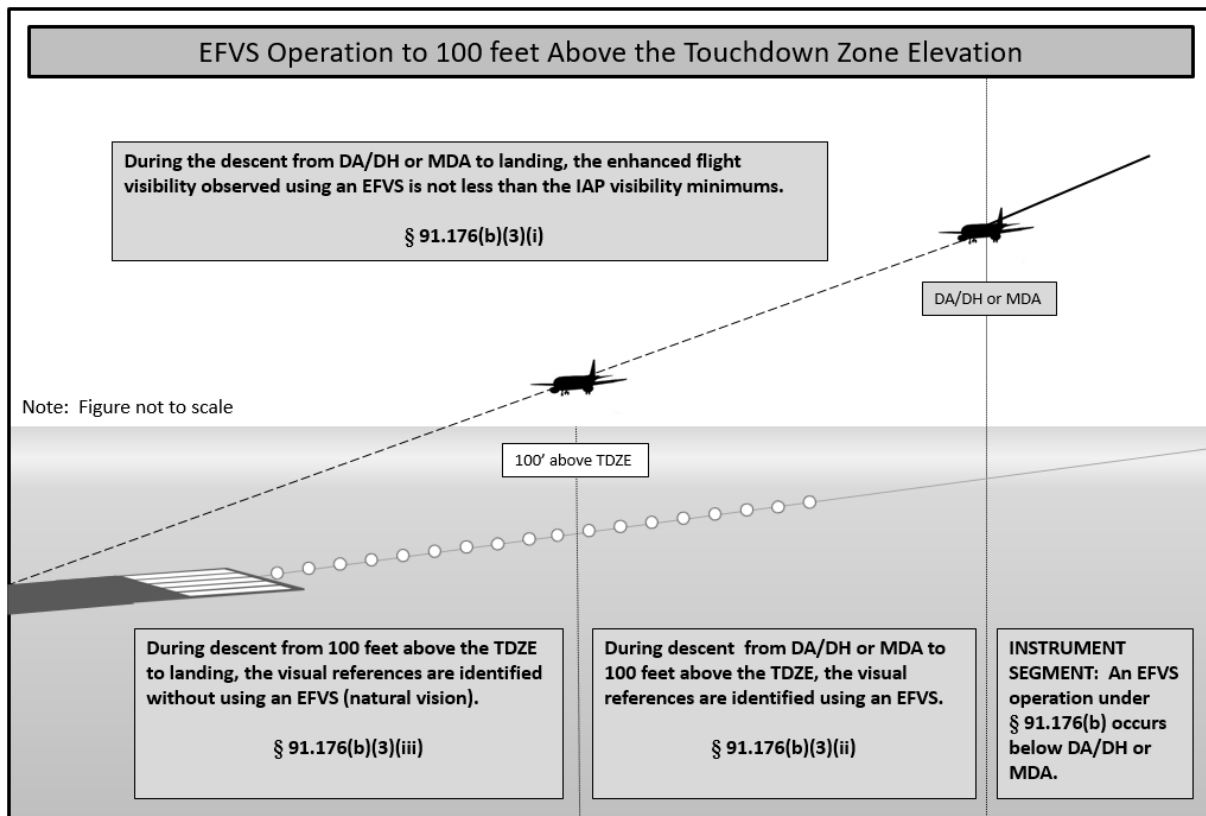 EFVS Operation to 100 feet Above the Touchdown Zone Elevation
During the descent from DA/DH or MDA to landing, the enhanced flight
visibility observed using an EFVS is not less than the IAP visibility minimums.
§ 91.176(b)(3)(i)
DA/DH or MDA
Note: Figure not to scale
100’ above TDZE
During descent from 100 feet above the TDZE
to landing, the visual references are identified
without using an EFVS (natural vision).
§ 91.176(b)(3)(iii)
During descent from DA/DH or MDA to
100 feet above the TDZE, the visual
references are identified using an EFVS.
§ 91.176(b)(3)(ii)
INSTRUMENT
SEGMENT: An EFVS
operation under
§ 91.176(b) occurs
below DA/DH or
MDA.